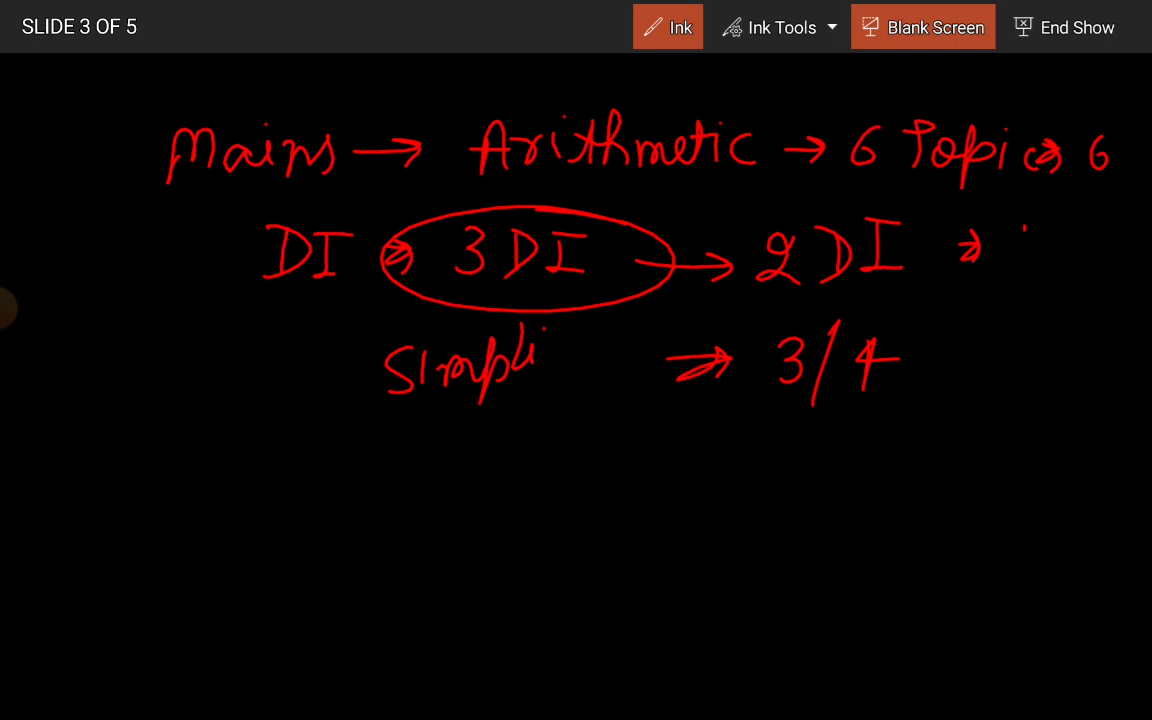 SLIDE 3 OF 5 Ink Ink Tools Blank Screen End Show
Mains → Arithmetic → 6 Topic → 6
DI → 3 DI → 2 DI →
Simpli → 3/4